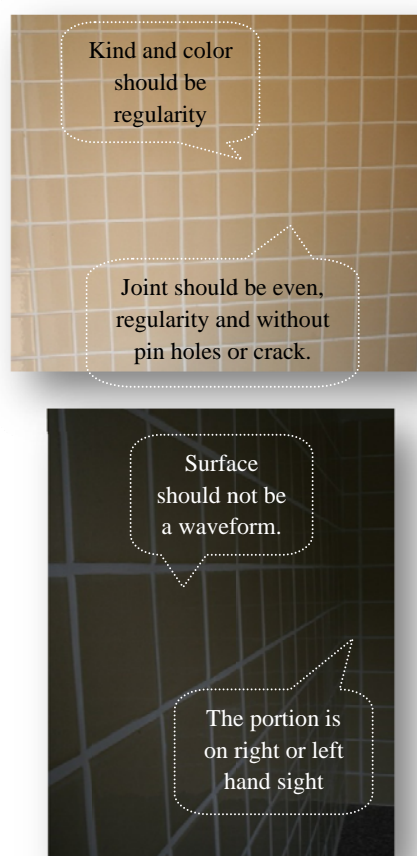 Kind and color
should be
regularity
Joint should be even,
regularity and without
pin holes or crack.
Surface
should not be
a waveform.
The portion is
on right or left
hand sight